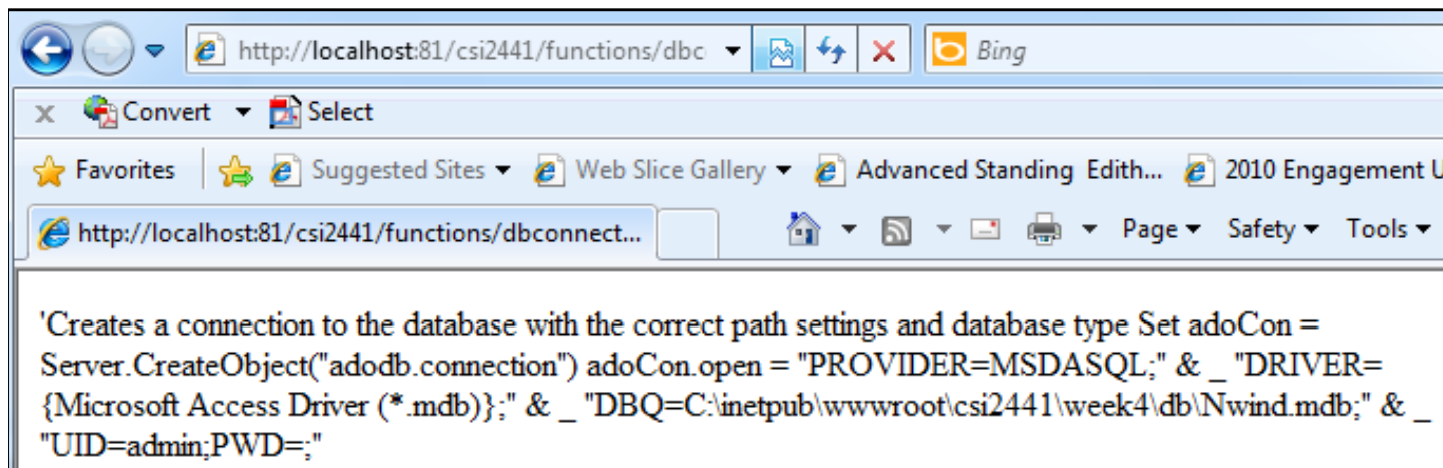 http://localhost:81/csi2441/functions/dbc
Bing
x Convert Select
Favorites Suggested Sites Web Slice Gallery Advanced Standing Edith... 2010 Engagement U
http://localhost:81/csi2441/functions/dbconnect... Page Safety Tools
'Creates a connection to the database with the correct path settings and database type Set adoCon =
Server.CreateObject("adodb.connection") adoCon.open = "PROVIDER=MSDASQL;" & _ "DRIVER=
{Microsoft Access Driver (*.mdb)};" & _ "DBQ=C:\inetpub\wwwroot\csi2441\week4\db\Nwind.mdb;" & _
"UID=admin;PWD=;"